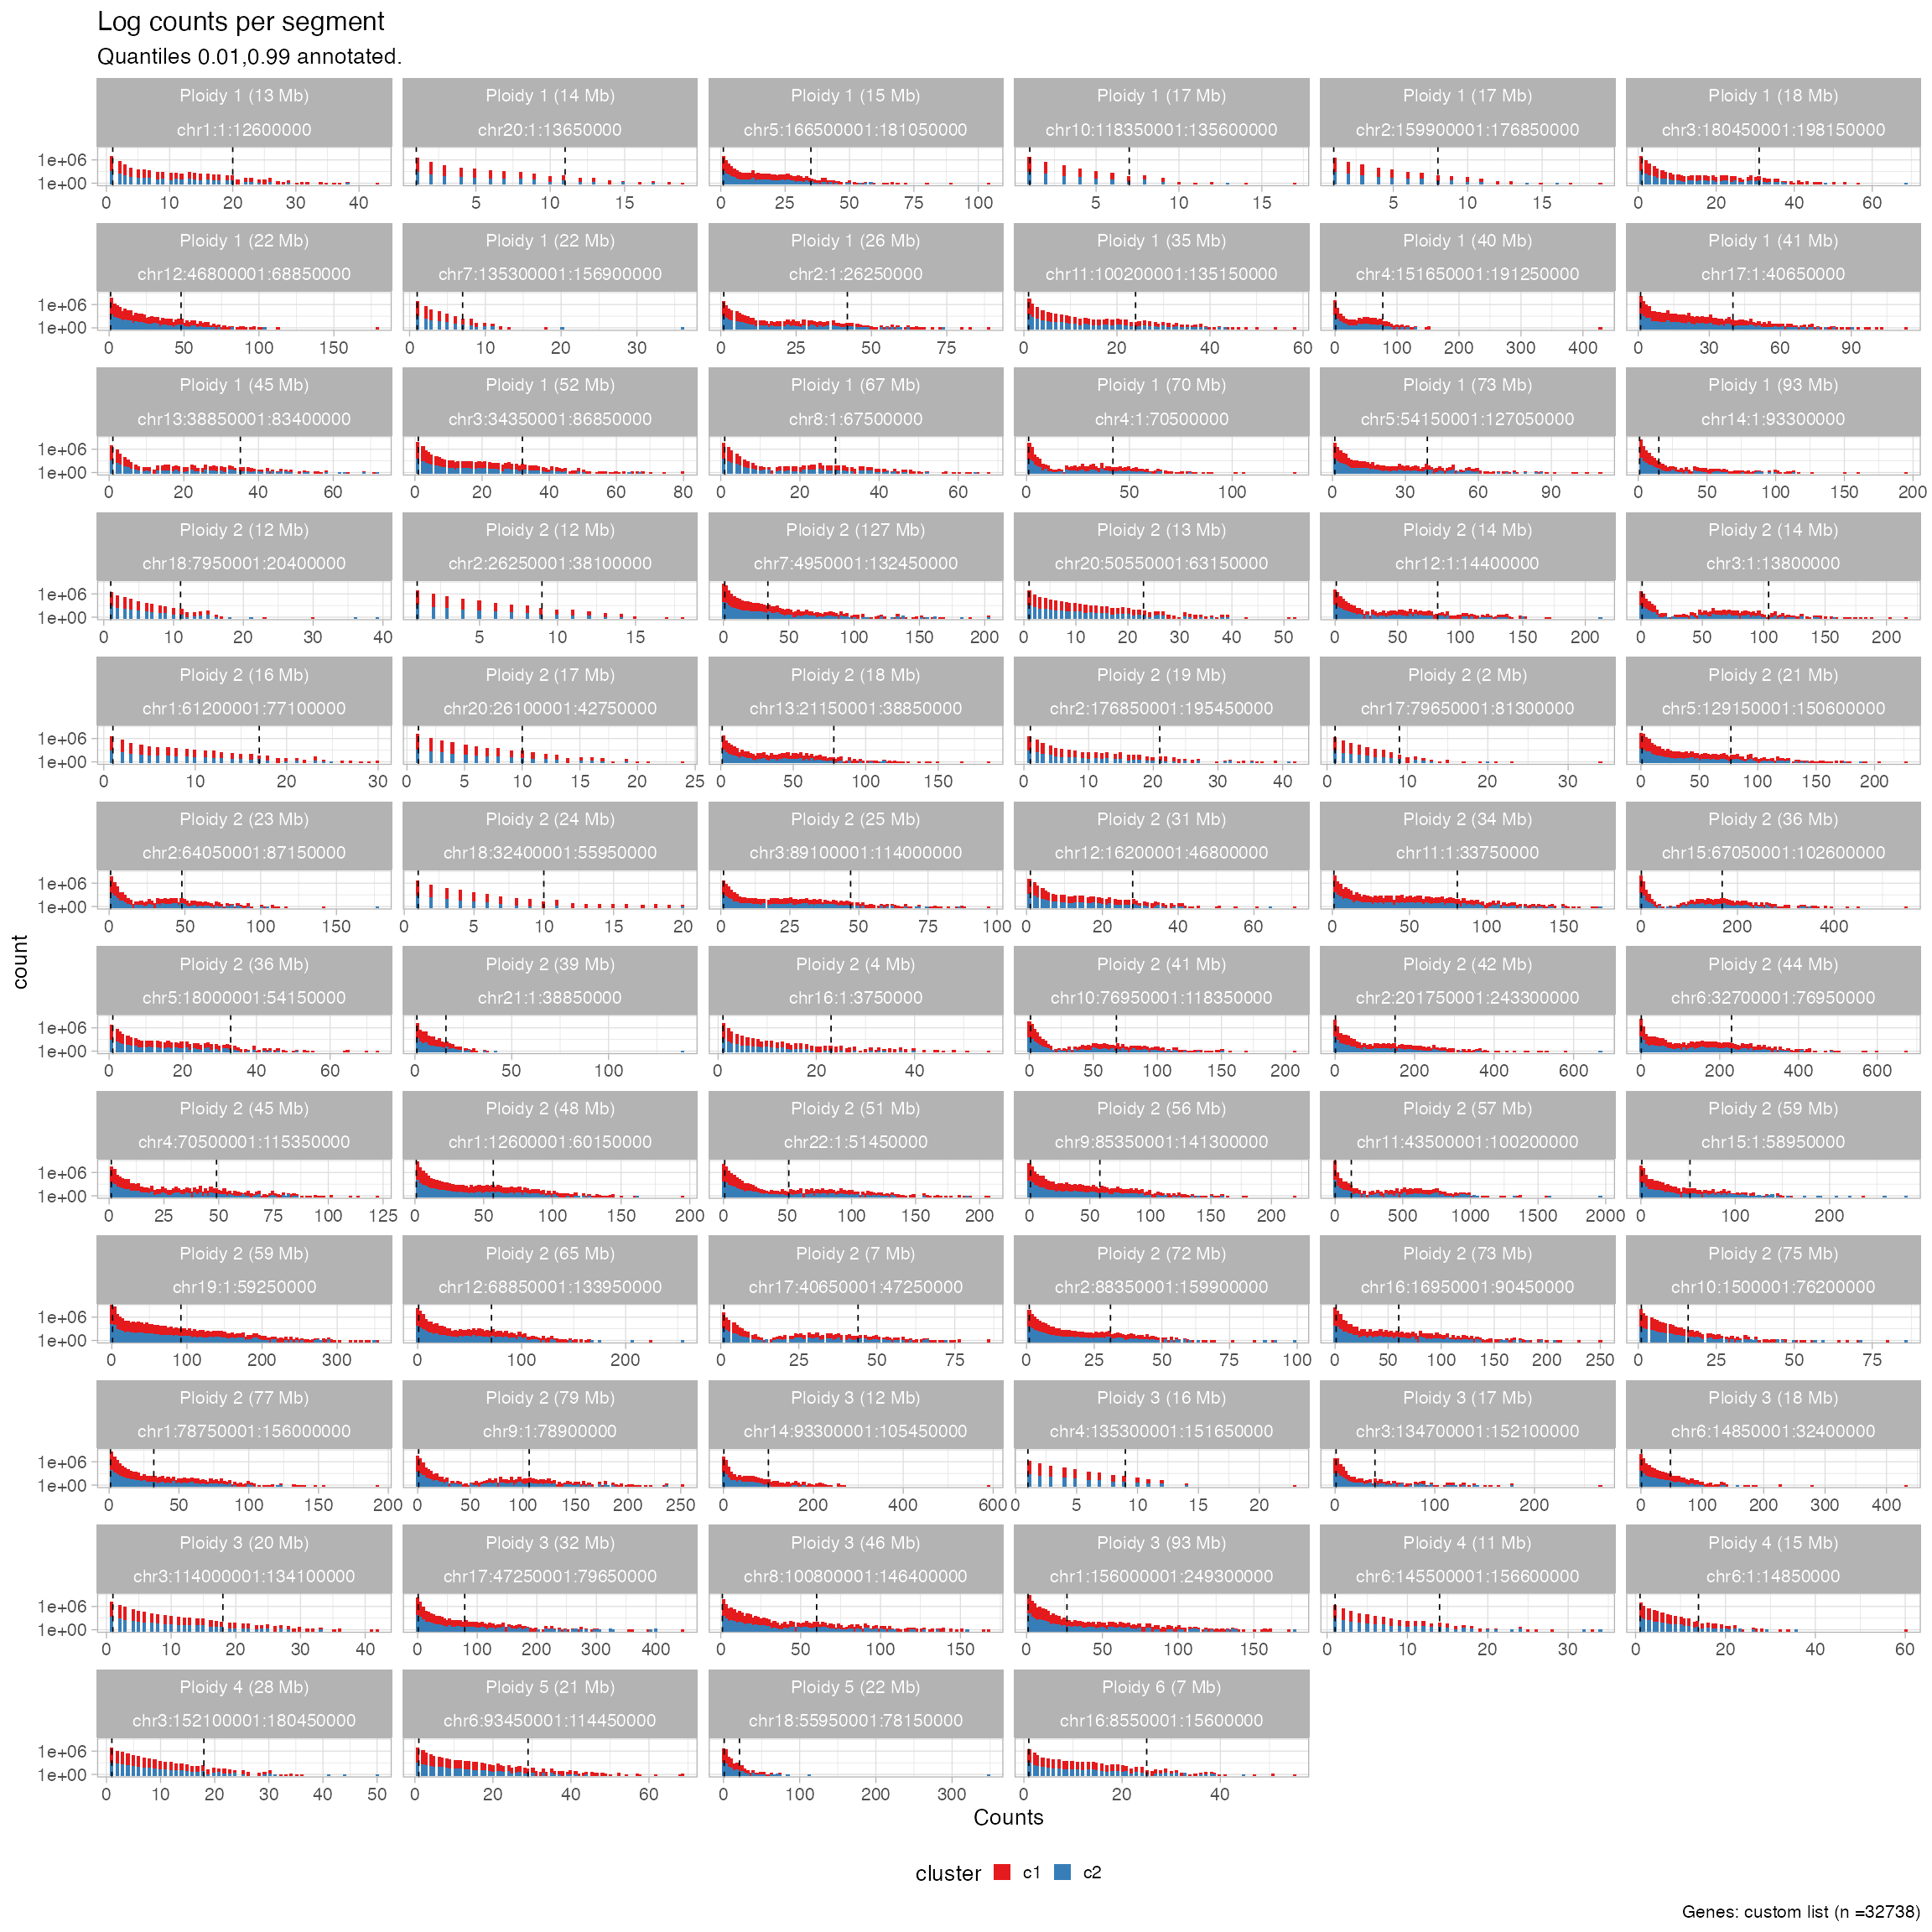 Log counts per segment
Quantiles 0.01,0.99 annotated.
Ploidy 1 (13 Mb) Ploidy 1 (14 Mb) Ploidy 1 (15 Mb) Ploidy 1 (17 Mb) Ploidy 1 (17 Mb) Ploidy 1 (18 Mb)
chr1:1:12600000 chr20:1:13650000 chr5:166500001:181050000 chr10:118350001:135600000 chr2:159900001:176850000 chr3:180450001:198150000
1e+06
1e+00
0 10 20 30 40 5 10 15 0 25 50 75 100 5 10 15 5 10 15 0 20 40 60
Ploidy 1 (22 Mb) Ploidy 1 (22 Mb) Ploidy 1 (26 Mb) Ploidy 1 (35 Mb) Ploidy 1 (40 Mb) Ploidy 1 (41 Mb)
chr12:46800001:68850000 chr7:135300001:156900000 chr2:1:26250000 chr11:100200001:135150000 chr4:151650001:191250000 chr17:1:40650000
1e+06
1e+00
0 50 100 150 0 10 20 30 0 25 50 75 0 20 40 60 0 100 200 300 400 0 30 60 90
Ploidy 1 (45 Mb) Ploidy 1 (52 Mb) Ploidy 1 (67 Mb) Ploidy 1 (70 Mb) Ploidy 1 (73 Mb) Ploidy 1 (93 Mb)
chr13:38850001:83400000 chr3:34350001:86850000 chr8:1:67500000 chr4:1:70500000 chr5:54150001:127050000 chr14:1:93300000
1e+06
1e+00
0 20 40 60 0 20 40 60 80 0 20 40 60 0 50 100 0 30 60 90 0 50 100 150 200
Ploidy 2 (12 Mb) Ploidy 2 (12 Mb) Ploidy 2 (127 Mb) Ploidy 2 (13 Mb) Ploidy 2 (14 Mb) Ploidy 2 (14 Mb)
chr18:7950001:20400000 chr2:26250001:38100000 chr7:4950001:132450000 chr20:50550001:63150000 chr12:1:14400000 chr3:1:13800000
1e+06
1e+00
0 10 20 30 40 5 10 15 0 50 100 150 200 0 10 20 30 40 50 0 50 100 150 200 0 50 100 150 200
Ploidy 2 (16 Mb) Ploidy 2 (17 Mb) Ploidy 2 (18 Mb) Ploidy 2 (19 Mb) Ploidy 2 (2 Mb) Ploidy 2 (21 Mb)
chr1:61200001:77100000 chr20:26100001:42750000 chr13:21150001:38850000 chr2:176850001:195450000 chr17:79650001:81300000 chr5:129150001:150600000
1e+06
1e+00
0 10 20 30 0 5 10 15 20 25 0 50 100 150 0 10 20 30 40 0 10 20 30 0 50 100 150 200
Ploidy 2 (23 Mb) Ploidy 2 (24 Mb) Ploidy 2 (25 Mb) Ploidy 2 (31 Mb) Ploidy 2 (34 Mb) Ploidy 2 (36 Mb)
chr2:64050001:87150000 chr18:32400001:55950000 chr3:89100001:114000000 chr12:16200001:46800000 chr11:1:33750000 chr15:67050001:102600000
1e+06
1e+00
0 50 100 150 0 5 10 15 20 0 25 50 75 100 0 20 40 60 0 50 100 150 0 200 400
count
Ploidy 2 (36 Mb) Ploidy 2 (39 Mb) Ploidy 2 (4 Mb) Ploidy 2 (41 Mb) Ploidy 2 (42 Mb) Ploidy 2 (44 Mb)
chr5:18000001:54150000 chr21:1:38850000 chr16:1:3750000 chr10:76950001:118350000 chr2:201750001:243300000 chr6:32700001:76950000
1e+06
1e+00
0 20 40 60 0 50 100 0 20 40 0 50 100 150 200 0 200 400 600 0 200 400 600
Ploidy 2 (45 Mb) Ploidy 2 (48 Mb) Ploidy 2 (51 Mb) Ploidy 2 (56 Mb) Ploidy 2 (57 Mb) Ploidy 2 (59 Mb)
chr4:70500001:115350000 chr1:12600001:60150000 chr22:1:51450000 chr9:85350001:141300000 chr11:43500001:100200000 chr15:1:58950000
1e+06
1e+00
0 25 50 75 100 125 0 50 100 150 200 0 50 100 150 200 0 50 100 150 200 0 500 1000 1500 2000 0 100 200
Ploidy 2 (59 Mb) Ploidy 2 (65 Mb) Ploidy 2 (7 Mb) Ploidy 2 (72 Mb) Ploidy 2 (73 Mb) Ploidy 2 (75 Mb)
chr19:1:59250000 chr12:68850001:133950000 chr17:40650001:47250000 chr2:88350001:159900000 chr16:16950001:90450000 chr10:1500001:76200000
1e+06
1e+00
0 100 200 300 0 100 200 0 25 50 75 0 25 50 75 100 0 50 100 150 200 250 0 25 50 75
Ploidy 2 (77 Mb) Ploidy 2 (79 Mb) Ploidy 3 (12 Mb) Ploidy 3 (16 Mb) Ploidy 3 (17 Mb) Ploidy 3 (18 Mb)
chr1:78750001:156000000 chr9:1:78900000 chr14:93300001:105450000 chr4:135300001:151650000 chr3:134700001:152100000 chr6:14850001:32400000
1e+06
1e+00
0 50 100 150 200 0 50 100 150 200 250 0 200 400 600 0 5 10 15 20 0 100 200 0 100 200 300 400
Ploidy 3 (20 Mb) Ploidy 3 (32 Mb) Ploidy 3 (46 Mb) Ploidy 3 (93 Mb) Ploidy 4 (11 Mb) Ploidy 4 (15 Mb)
chr3:114000001:134100000 chr17:47250001:79650000 chr8:100800001:146400000 chr1:156000001:249300000 chr6:145500001:156600000 chr6:1:14850000
1e+06
1e+00
0 10 20 30 40 0 100 200 300 400 0 50 100 150 0 50 100 150 0 10 20 30 0 20 40 60
Ploidy 4 (28 Mb) Ploidy 5 (21 Mb) Ploidy 5 (22 Mb) Ploidy 6 (7 Mb)
chr3:152100001:180450000 chr6:93450001:114450000 chr18:55950001:78150000 chr16:8550001:15600000
1e+06
1e+00
0 10 20 30 40 50 0 20 40 60 0 100 200 300 0 20 40
Counts
cluster c1 c2
Genes: custom list (n =32738)